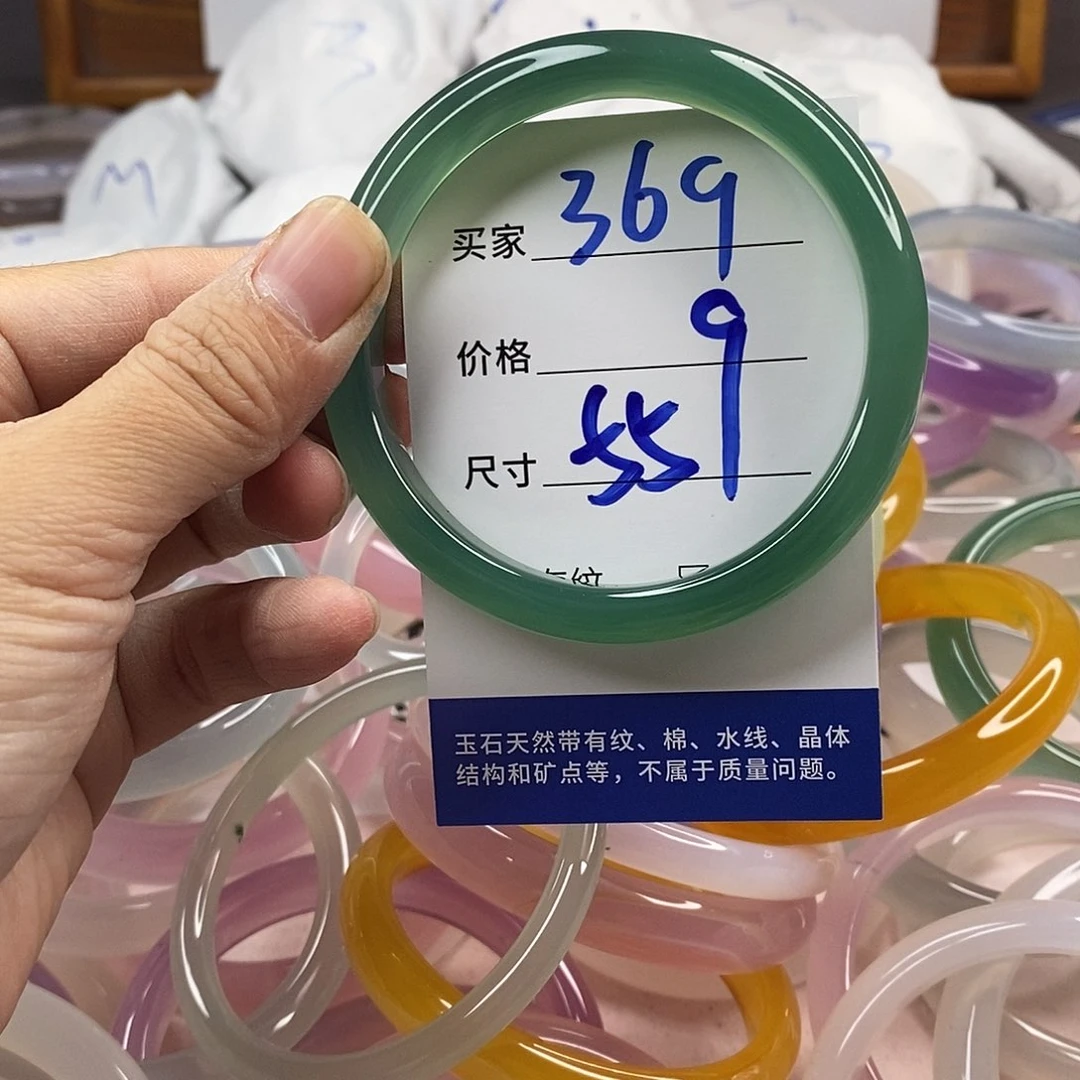 买家 369
价格 9
尺寸 55
玉石天然带有纹、棉、水线、晶体
结构和矿点等，不属于质量问题。